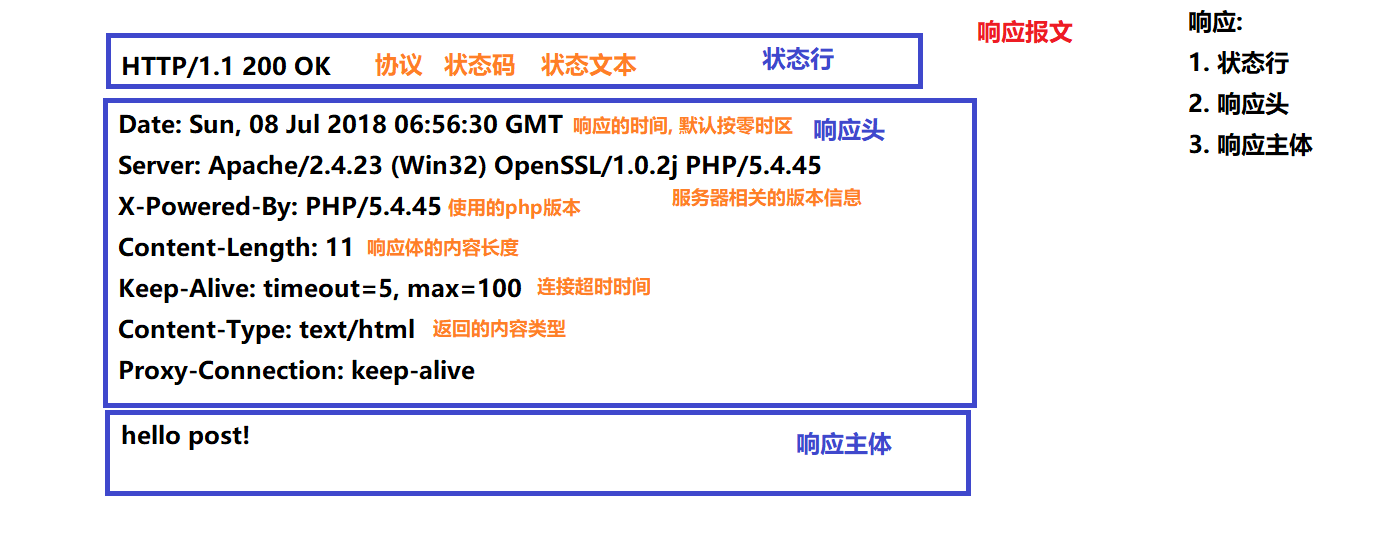 响应报文
HTTP/1.1 200 OK 协议 状态码 状态文本 状态行
Date: Sun, 08 Jul 2018 06:56:30 GMT 响应的时间, 默认按零时区 响应头
Server: Apache/2.4.23 (Win32) OpenSSL/1.0.2j PHP/5.4.45
服务器相关的版本信息
X-Powered-By: PHP/5.4.45 使用的php版本
Content-Length: 11 响应体的内容长度
Keep-Alive: timeout=5, max=100 连接超时时间
Content-Type: text/html 返回的内容类型
Proxy-Connection: keep-alive
hello post! 响应主体
响应:
1. 状态行
2. 响应头
3. 响应主体